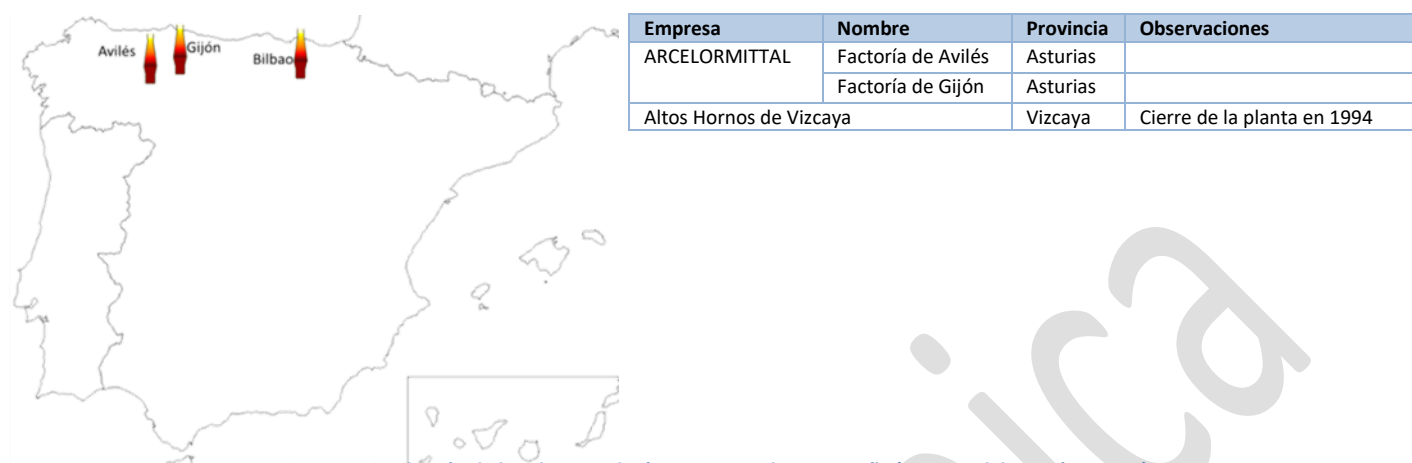 Avilés
Gijón
Bilbao
Empresa Nombre Provincia Observaciones
ARCELORMITTAL Factoría de Avilés Asturias
Factoría de Gijón Asturias
Altos Hornos de Vizcaya Vizcaya Cierre de la planta en 1994
ica